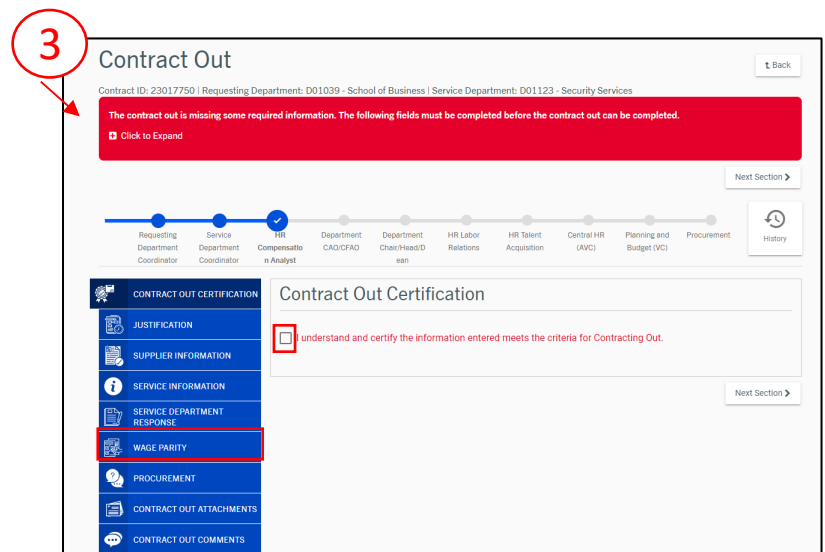 3
Contract Out
Back
Contract ID: 23017750 | Requesting Department: D01039 - School of Business | Service Department: D01123 - Security Services
The contract out is missing some required information. The following fields must be completed before the contract out can be completed.
Click to Expand
Next Section
Requesting
Department
Coordinator
Service
Department
Coordinator
HR
Compensatio
n Analyst
Department
CAO/CFAO
Department
Chair/Head/D
ean
HR Labor
Relations
HR Talent
Acquisition
Central HR
(AVC)
Planning and
Budget (VC)
Procurement
History
CONTRACT OUT CERTIFICATION
JUSTIFICATION
SUPPLIER INFORMATION
SERVICE INFORMATION
SERVICE DEPARTMENT
RESPONSE
WAGE PARITY
PROCUREMENT
CONTRACT OUT ATTACHMENTS
CONTRACT OUT COMMENTS
Contract Out Certification
I understand and certify the information entered meets the criteria for Contracting Out.
Next Section